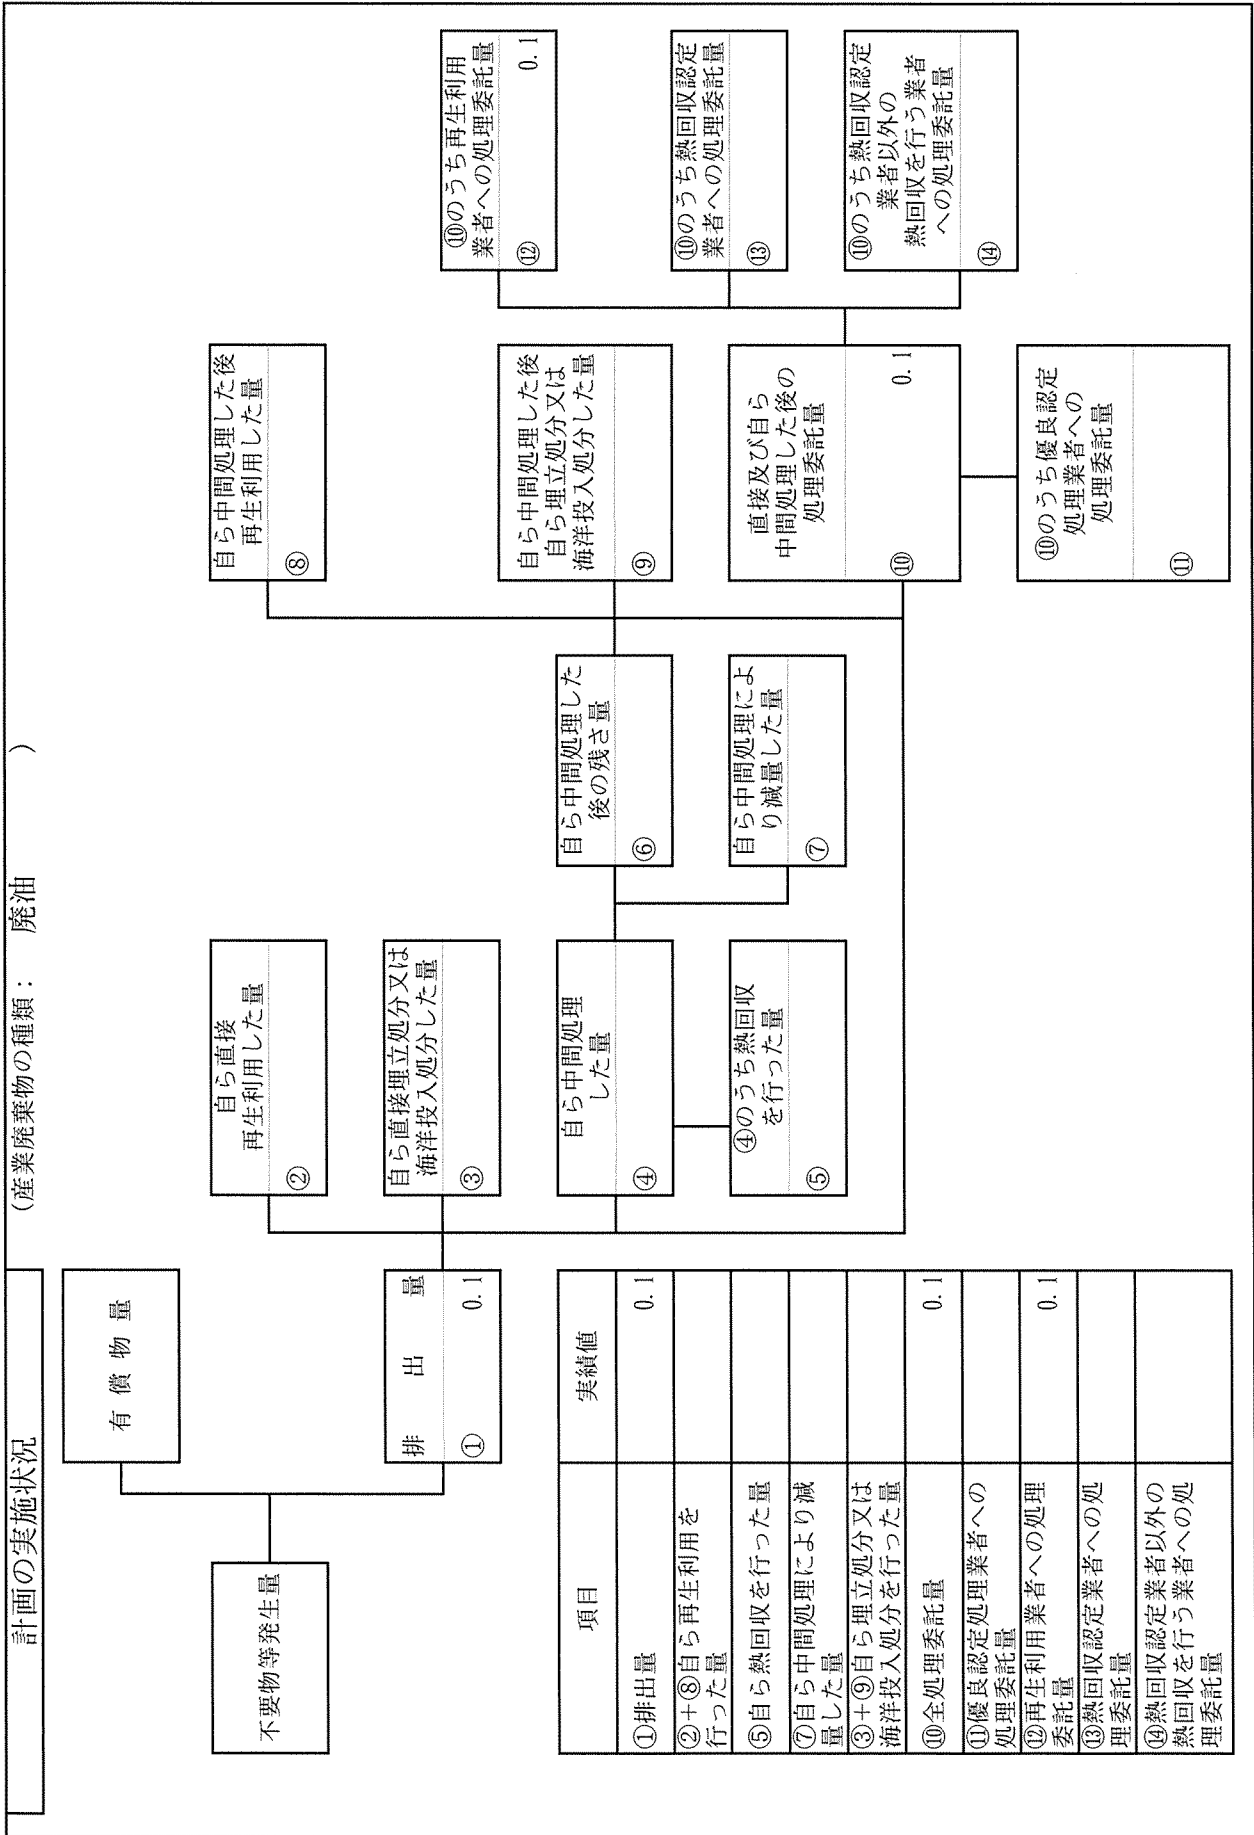 計画の実施状況
(産業廃棄物の種類： 廃油 )
不要物等発生量
有償物量
排出量
① 0.1
自ら直接
再生利用した量
②
自ら直接埋立処分又は
海洋投入処分した量
③
自ら中間処理
した量
④
④のうち熱回収
を行った量
⑤
自ら中間処理した
後の残さ量
⑥
自ら中間処理によ
り減量した量
⑦
自ら中間処理した後
再生利用した量
⑧
自ら中間処理した後
自ら埋立処分又は
海洋投入処分した量
⑨
直接及び自ら
中間処理した後の
処理委託量
⑩ 0.1
⑩のうち優良認定
処理業者への
処理委託量
⑪
⑩のうち再生利用
業者への処理委託量
⑫ 0.1
⑩のうち熱回収認定
業者への処理委託量
⑬
⑩のうち熱回収認定
業者以外の
熱回収を行う業者
への処理委託量
⑭
項目 実績値
①排出量 0.1
②+⑧自ら再生利用を
行った量
⑤自ら熱回収を行った量
⑦自ら中間処理により減
量した量
③+⑨自ら埋立処分又は
海洋投入処分を行った量
⑩全処理委託量 0.1
⑪優良認定処理業者への
処理委託量
⑫再生利用業者への処理
委託量 0.1
⑬熱回収認定業者への処
理委託量
⑭熱回収認定業者以外の
熱回収を行う業者への処
理委託量